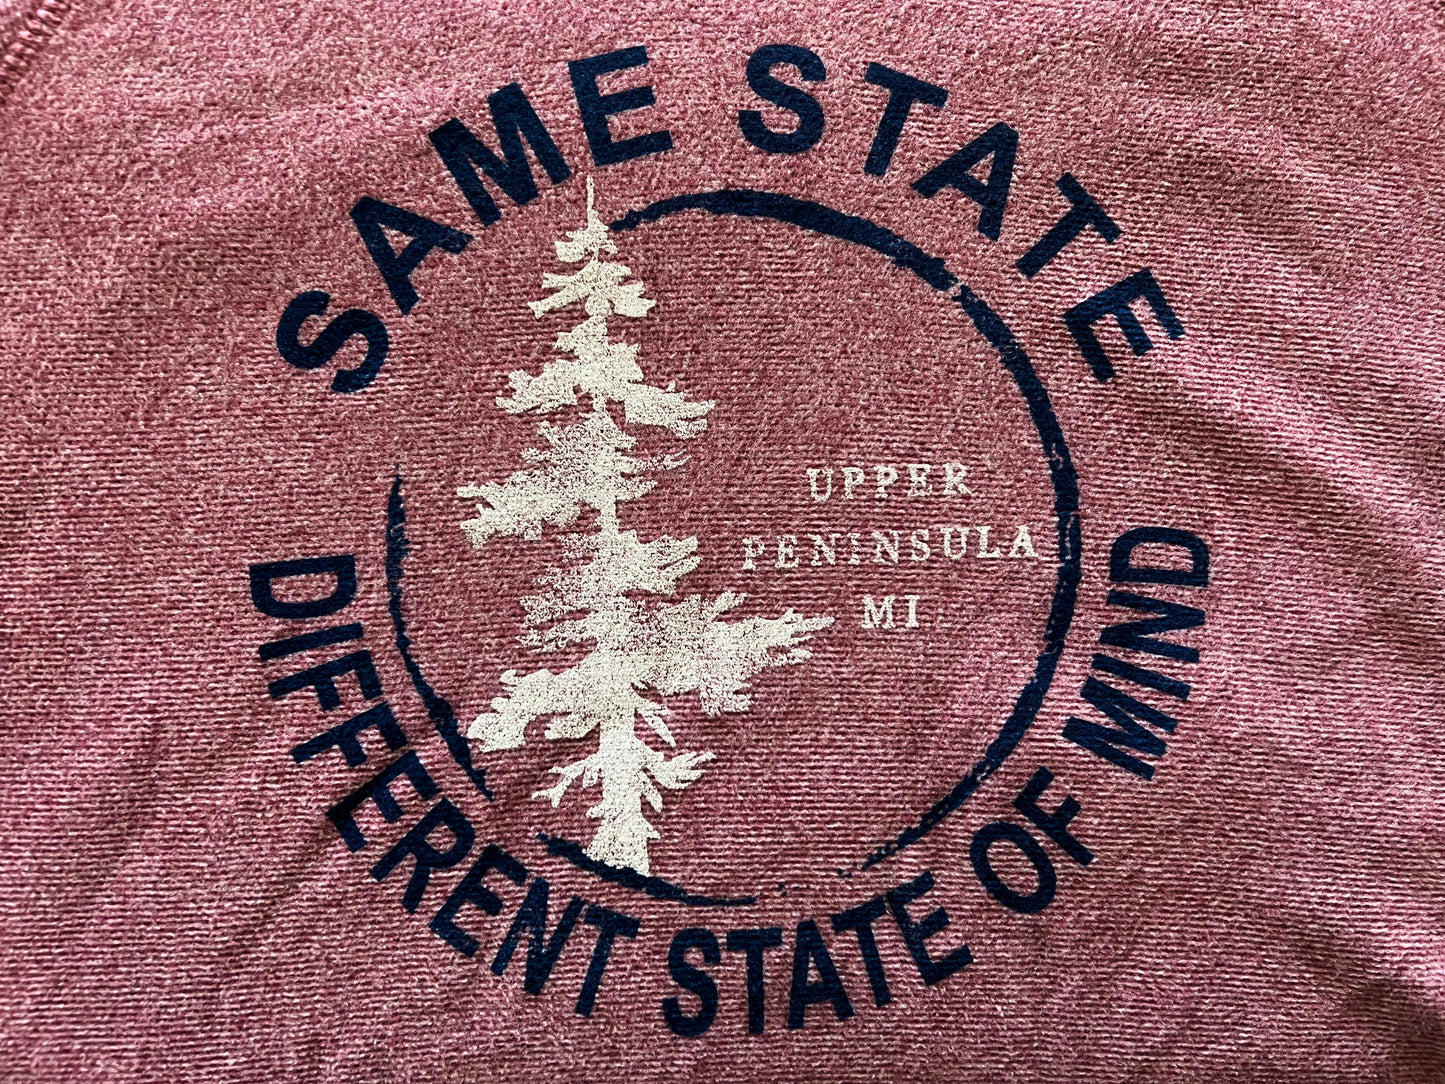 SAME STATE
UPPER
PENINSULA
MI
DIFFERENT STATE OF MIND